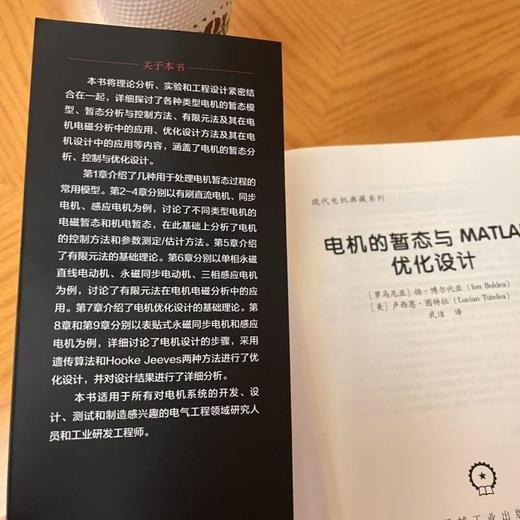 关于本书
本书将理论分析、实验和工程设计紧密结
合在一起，详细探讨了各种类型电机的暂态模
型、暂态分析与控制方法、有限元法及其在电
机电磁分析中的应用、优化设计方法及其在电
机设计中的应用等内容，涵盖了电机的暂态分
析、控制与优化设计。
第1章介绍了几种用于处理电机暂态过程的
常用模型。第2~4章分别以有刷直流电机、同步
电机、感应电机为例，讨论了不同类型电机的
电磁暂态和机电暂态，在此基础上分析了电机
的控制方法和参数测定/估计方法。第5章介绍
了有限元法的基础理论。第6章分别以单相永磁
直线电动机、永磁同步电动机、三相感应电机
为例，讨论了有限元法在电机电磁分析中的应
用。第7章介绍了电机优化设计的基础理论。第
8章和第9章分别以表贴式永磁同步电机和感应
电机为例，详细讨论了电机设计的步骤，采用
遗传算法和Hooke Jeeves两种方法进行了优
化设计，并对设计结果进行了详细分析。
本书适用于所有对电机系统的开发、设
计、测试和制造感兴趣的电气工程领域研究人
员和工业研发工程师。
现代电机典藏系列
电机的暂态与 MATLA
优化设计
[罗马尼亚] 扬·博尔代亚 (Ion Boldea)
[美] 卢西恩·图特拉 (Lucian Tutelea)
武洁 译
械工业出版